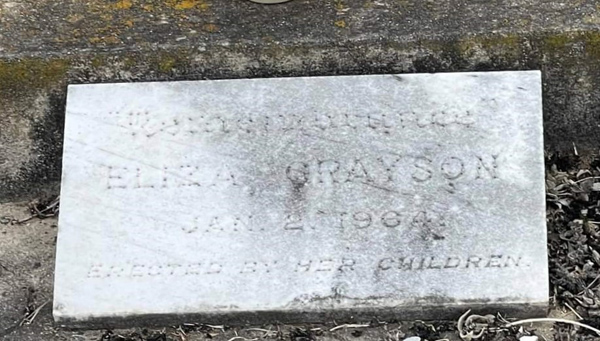 ELIZA GRAYSON
JAN. 2 1964.
ERECTED BY HER CHILDREN.